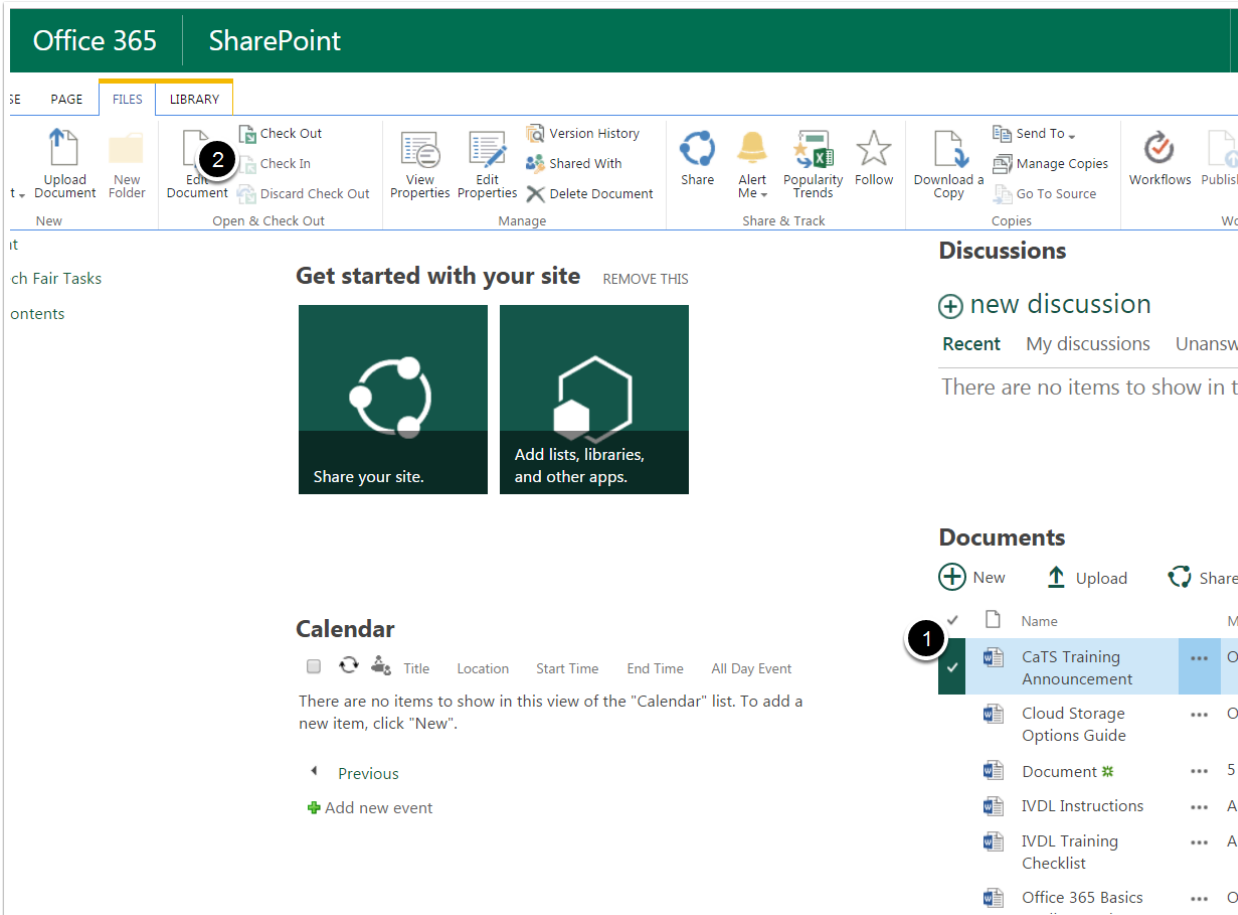 Office 365 SharePoint
SE PAGE FILES LIBRARY
Upload Document
New Folder
New
Edit Document
2
Check Out
Check In
Discard Check Out
Open & Check Out
View Properties
Edit Properties
Version History
Shared With
Delete Document
Manage
Share
Alert Me
Popularity Trends
Follow
Share & Track
Download a Copy
Send To
Manage Copies
Go To Source
Copies
Workflows
ch Fair Tasks
ontents
Get started with your site REMOVE THIS
Share your site.
Add lists, libraries,
and other apps.
Discussions
new discussion
Recent My discussions
There are no items to show in t
Calendar
Title Location Start Time End Time All Day Event
There are no items to show in this view of the "Calendar" list. To add a
new item, click "New".
Previous
Add new event
Documents
New Upload Share
1
Name M
CaTS Training ... O
Announcement
Cloud Storage ... O
Options Guide
Document ... 5
IVDL Instructions ... A
IVDL Training ... A
Checklist
Office 365 Basics ... O